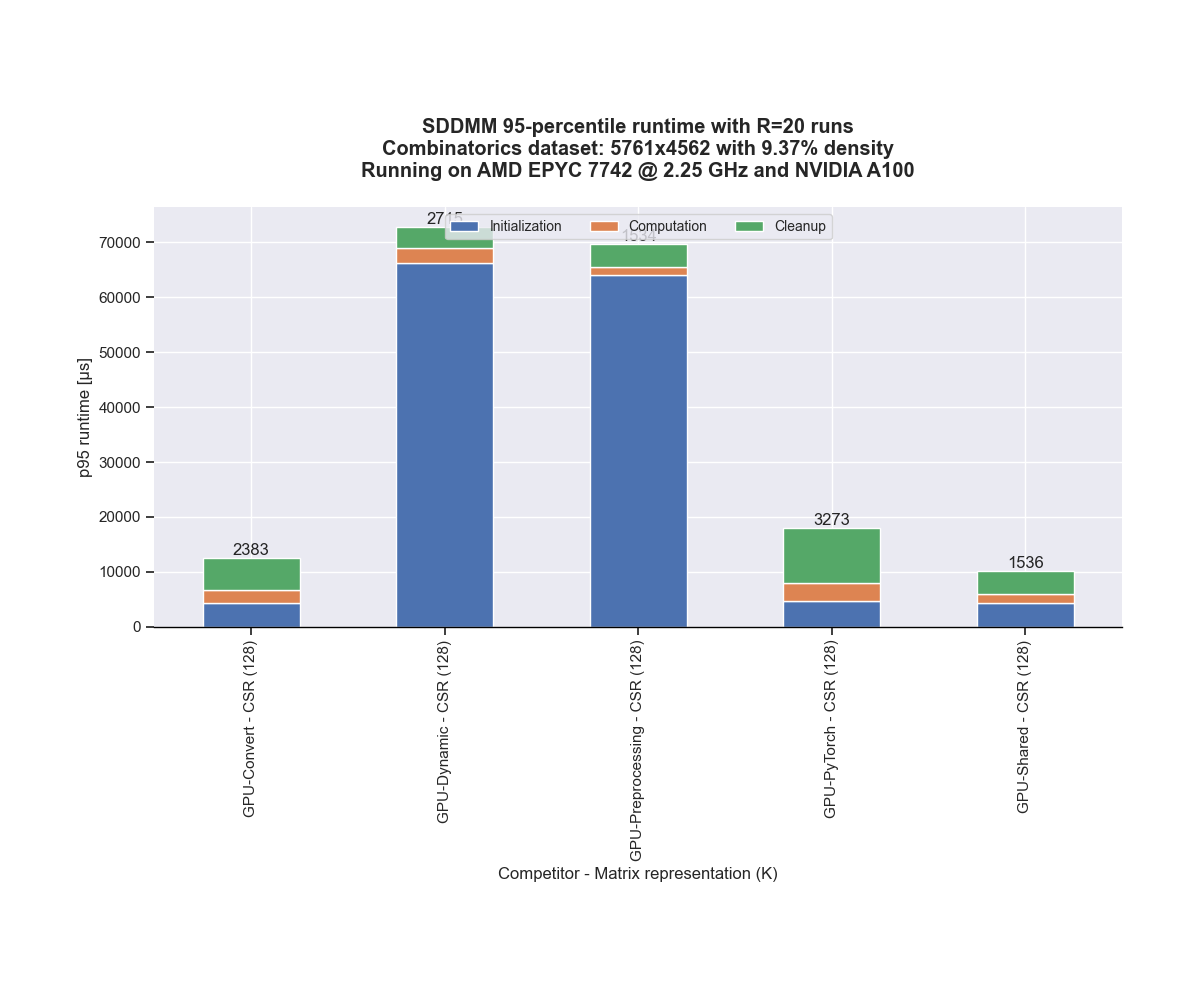 SDDMM 95-percentile runtime with R=20 runs
Combinatorics dataset: 5761x4562 with 9.37% density
Running on AMD EPYC 7742 @ 2.25 GHz and NVIDIA A100
Initialization
Computation
Cleanup
2383
2715
1534
3273
1536
p95 runtime [µs]
70000
60000
50000
40000
30000
20000
10000
0
GPU-Convert - CSR (128)
GPU-Dynamic - CSR (128)
GPU-Preprocessing - CSR (128)
GPU-PyTorch - CSR (128)
GPU-Shared - CSR (128)
Competitor - Matrix representation (K)